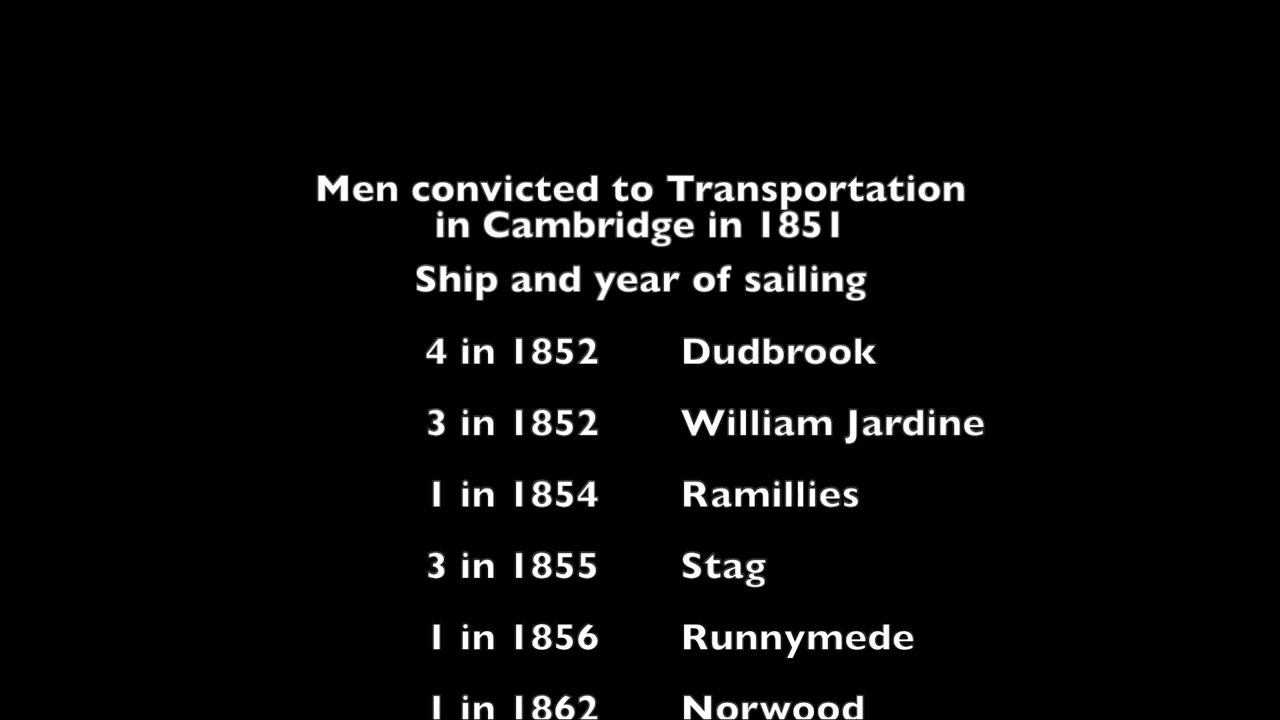 Men convicted to Transportation
in Cambridge in 1851
Ship and year of sailing
4 in 1852 Dudbrook
3 in 1852 William Jardine
1 in 1854 Ramillies
3 in 1855 Stag
1 in 1856 Runnymede
1 in 1862 Norwood